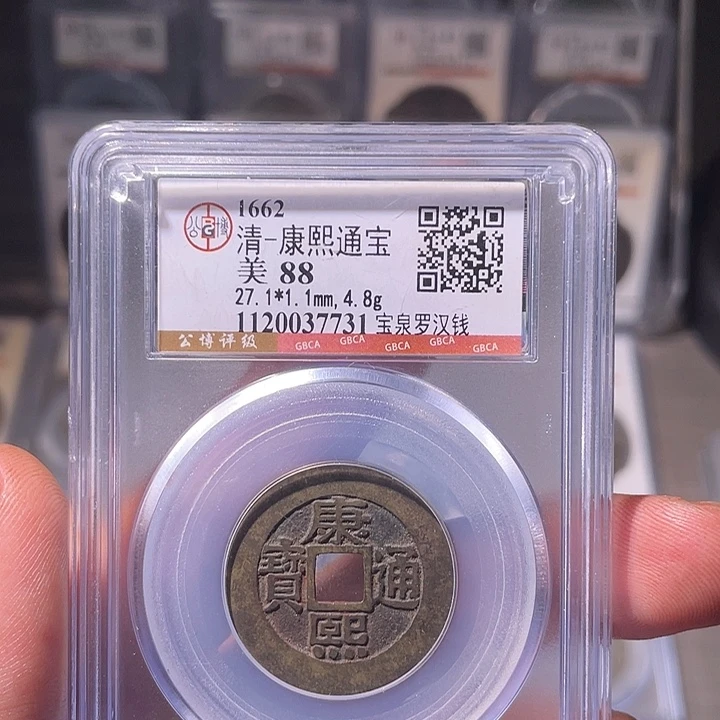 1662
清-康熙通宝
美 88
27.1*1.1mm, 4.8g
1120037731 宝泉罗汉钱
公博评级 GBCA GBCA GBCA GBCA GBCA
康
寶 通
熙